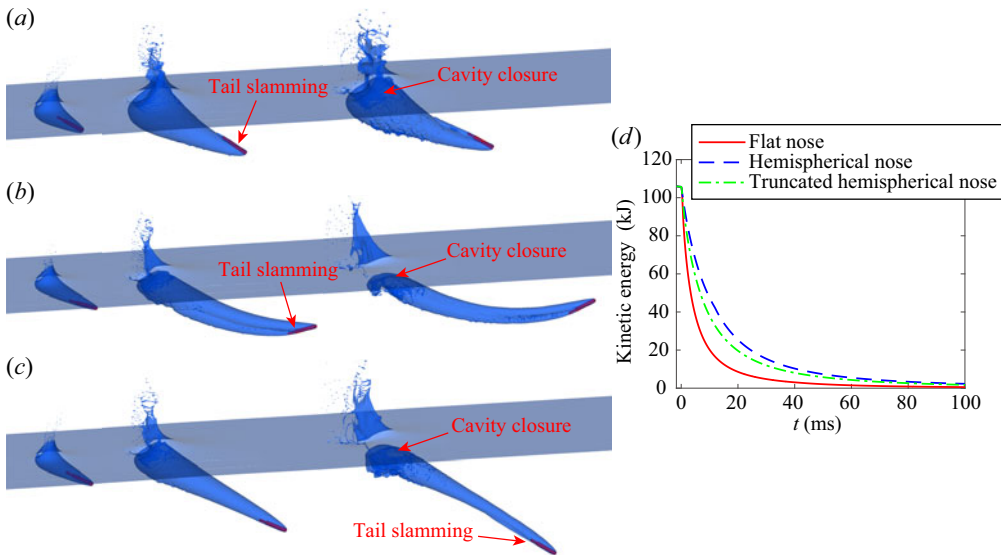 (a)
Tail slamming
Cavity closure
(b)
Tail slamming
Cavity closure
(c)
Cavity closure
Tail slamming
(d)
Flat nose
Hemispherical nose
Truncated hemispherical nose
Kinetic energy (kJ)
120
100
80
60
40
20
0
0 20 40 60 80 100
t (ms)